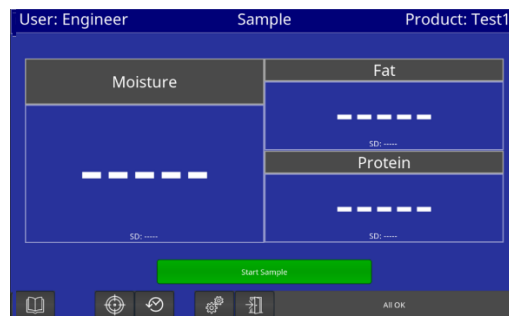 User: Engineer Sample Product: Test1
Moisture
-----
SD: -----
Fat
-----
SD: -----
Protein
-----
SD: -----
Start Sample
All OK